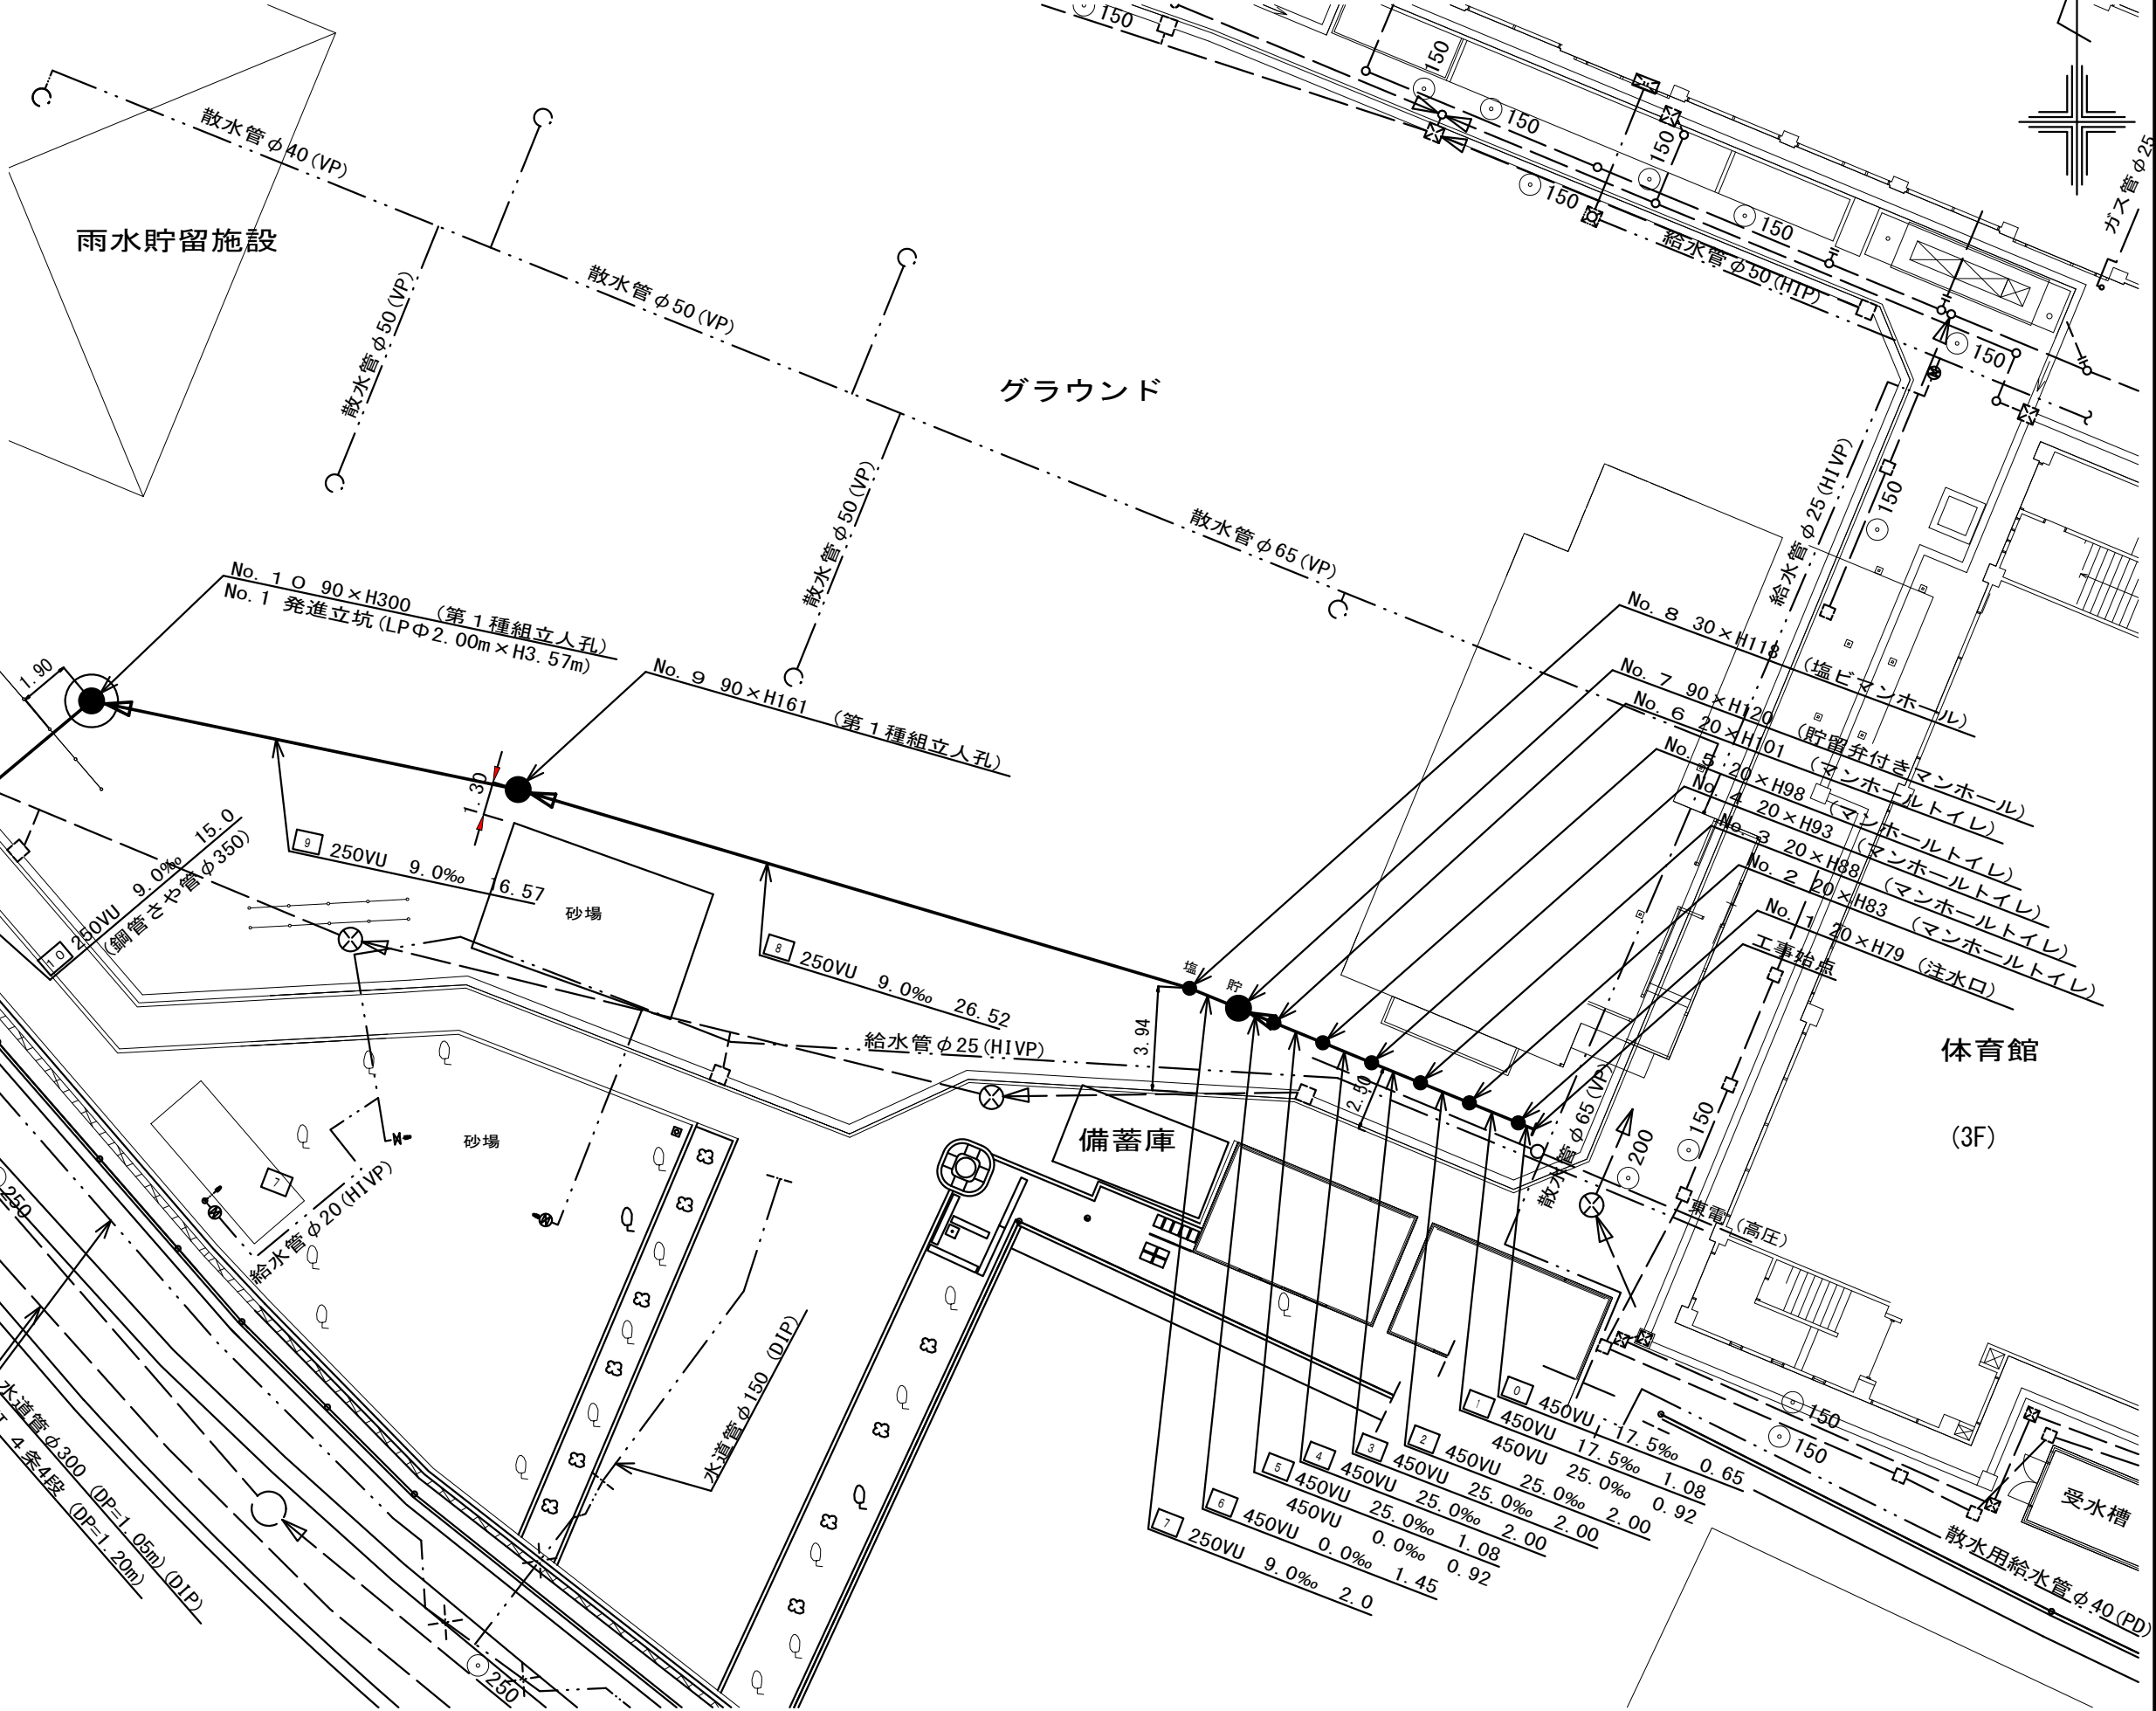 150
150
150
150
150
150
150
150
給水管φ50(HIP)
ガス管φ25
散水管φ40(VP)
雨水貯留施設
散水管φ50(VP)
散水管φ50(VP)
グラウンド
散水管φ50(VP)
散水管φ65(VP)
給水管φ25(HIVP)
150
No. 1０ 90×H300 (第１種組立人孔)
No. 1 発進立坑(LPΦ2.00m×H3.57m)
1.90
No. ９ 90×H161 (第１種組立人孔)
1.30
No. ８ 30×H118 (塩ビマンホール)
No. ７ 90×H120 (貯留弁付きマンホール)
No. ６ 20×H101 (マンホールトイレ)
No. ５ 20×H98 (マンホールトイレ)
No. ４ 20×H93 (マンホールトイレ)
No. ３ 20×H88 (マンホールトイレ)
No. ２ 20×H83 (マンホールトイレ)
No. １ 20×H79 (注水口)
工事始点
9 250VU 9.0‰ 16.57
10 250VU 9.0‰ 15.0
(鋼管さや管φ350)
砂場
8 250VU 9.0‰ 26.52
塩
貯
3.94
2.50
給水管φ25(HIVP)
備蓄庫
体育館
(3F)
散水管φ65(VP)
200
150
東電 (高圧)
砂場
7
給水管φ20(HIVP)
250
水道管φ150 (DIP)
水道管φ300 (DP=1.05m)(DIP)
4条4段 (DP=1.20m)
250
0 450VU 17.5‰ 0.65
1 450VU 17.5‰ 1.08
450VU 25.0‰ 0.92
2 450VU 25.0‰ 2.00
3 450VU 25.0‰ 2.00
4 450VU 25.0‰ 2.00
5 450VU 25.0‰ 1.08
450VU 0.0‰ 0.92
6 450VU 0.0‰ 1.45
7 250VU 9.0‰ 2.0
150
150
受水槽
散水用給水管φ40(PD)